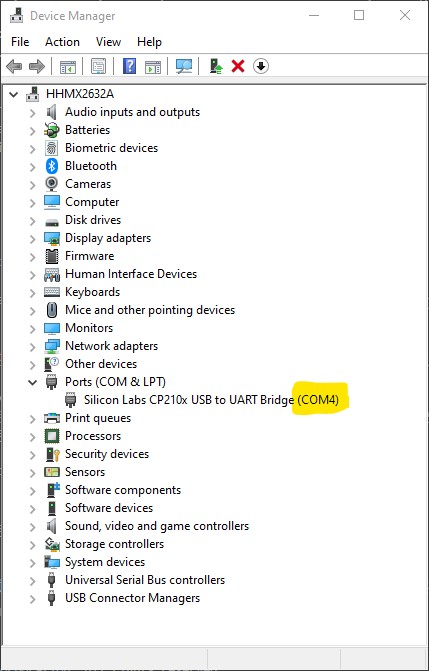 Device Manager
File Action View Help
HHMX2632A
Audio inputs and outputs
Batteries
Biometric devices
Bluetooth
Cameras
Computer
Disk drives
Display adapters
Firmware
Human Interface Devices
Keyboards
Mice and other pointing devices
Monitors
Network adapters
Other devices
Ports (COM & LPT)
Silicon Labs CP210x USB to UART Bridge (COM4)
Print queues
Processors
Security devices
Sensors
Software components
Software devices
Sound, video and game controllers
Storage controllers
System devices
Universal Serial Bus controllers
USB Connector Managers